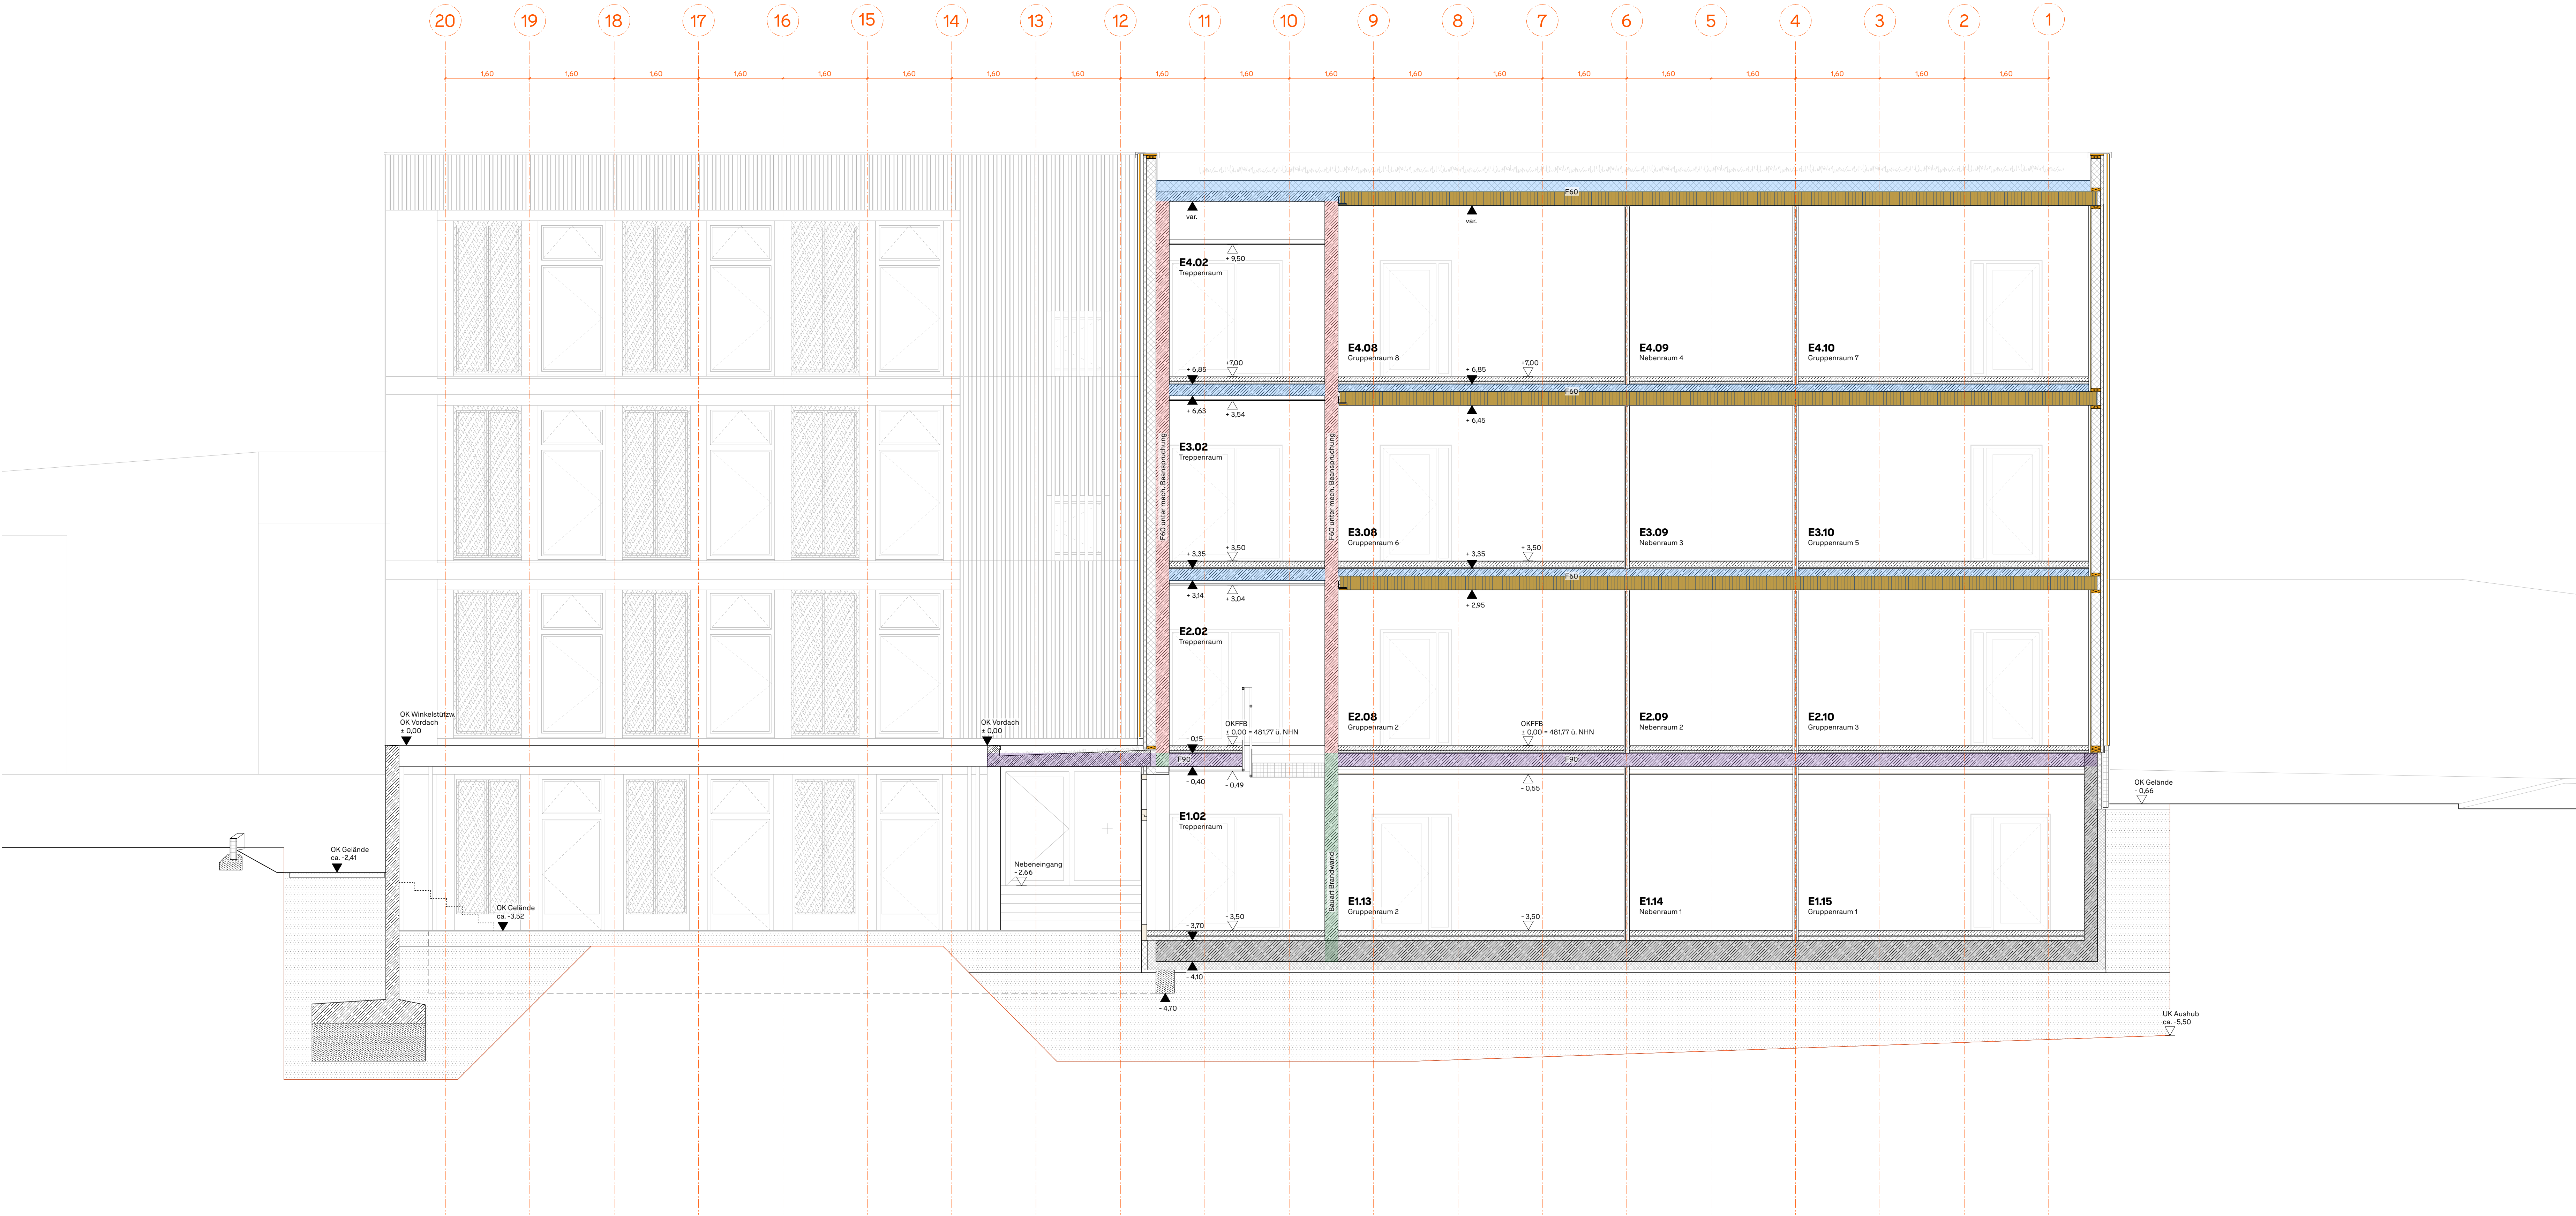 20 19 18 17 16 15 14 13 12 11 10 9 8 7 6 5 4 3 2 1
1,60 1,60 1,60 1,60 1,60 1,60 1,60 1,60 1,60 1,60 1,60 1,60 1,60 1,60 1,60 1,60 1,60 1,60 1,60
F60
var.
var.
+ 9,50
E4.02
Treppenraum
E4.08
Gruppenraum 8
E4.09
Nebenraum 4
E4.10
Gruppenraum 7
+ 6,85
+7,00
+ 6,85
+7,00
F60
+ 6,63
+ 3,54
+ 6,45
F60 unter mech. Beanspruchung
F60 unter mech. Beanspruchung
E3.02
Treppenraum
E3.08
Gruppenraum 6
E3.09
Nebenraum 3
E3.10
Gruppenraum 5
+ 3,35
+ 3,50
+ 3,35
+ 3,50
F60
+ 3,14
+ 3,04
+ 2,95
E2.02
Treppenraum
E2.08
Gruppenraum 2
E2.09
Nebenraum 2
E2.10
Gruppenraum 3
OK Winkelstützw.
OK Vordach
± 0,00
OK Vordach
± 0,00
OKFFB
± 0,00 = 481,77 ü. NHN
OKFFB
± 0,00 = 481,77 ü. NHN
- 0,15
F90
F90
- 0,40
- 0,49
- 0,55
OK Gelände
- 0,66
E1.02
Treppenraum
OK Gelände
ca. -2,41
Nebeneingang
- 2,66
Bauart Brandwand
E1.13
Gruppenraum 2
E1.14
Nebenraum 1
E1.15
Gruppenraum 1
OK Gelände
ca. -3,52
- 3,50
- 3,50
- 3,70
- 4,10
- 4,70
UK Aushub
ca. -5,50